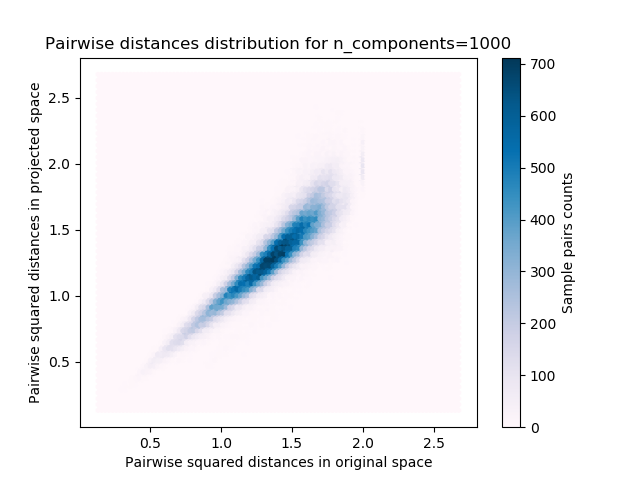 Pairwise distances distribution for n_components=1000
Pairwise squared distances in projected space
2.5
2.0
1.5
1.0
0.5
0.5 1.0 1.5 2.0 2.5
Pairwise squared distances in original space
700
600
500
400
300
200
100
0
Sample pairs counts